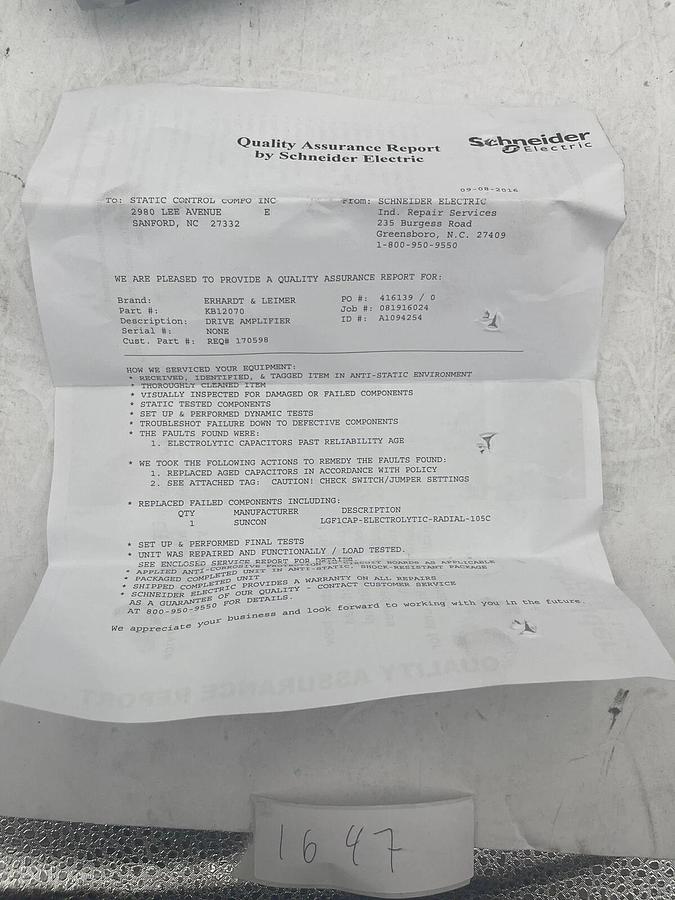 Quality Assurance Report
by Schneider Electric
Schneider
Electric
09-08-2016
To: STATIC CONTROL COMPO INC
2980 LEE AVENUE E
SANFORD, NC 27332
From: SCHNEIDER ELECTRIC
Ind. Repair Services
235 Burgess Road
Greensboro, N.C. 27409
1-800-950-9550
WE ARE PLEASED TO PROVIDE A QUALITY ASSURANCE REPORT FOR:
Brand: ERHARDT & LEIMER
Part #: KB12070
Description: DRIVE AMPLIFIER
Serial #: NONE
Cust. Part #: REQ# 170598
PO #: 416139 / 0
Job #: 081916024
ID #: A1094254
HOW WE SERVICED YOUR EQUIPMENT:
* RECEIVED, IDENTIFIED, & TAGGED ITEM IN ANTI-STATIC ENVIRONMENT
* THOROUGHLY CLEANED ITEM
* VISUALLY INSPECTED FOR DAMAGED OR FAILED COMPONENTS
* STATIC TESTED COMPONENTS
* SET UP & PERFORMED DYNAMIC TESTS
* TROUBLESHOT FAILURE DOWN TO DEFECTIVE COMPONENTS
* THE FAULTS FOUND WERE:
1. ELECTROLYTIC CAPACITORS PAST RELIABILITY AGE
* WE TOOK THE FOLLOWING ACTIONS TO REMEDY THE FAULTS FOUND:
1. REPLACED AGED CAPACITORS IN ACCORDANCE WITH POLICY
2. SEE ATTACHED TAG: CAUTION! CHECK SWITCH/JUMPER SETTINGS
* REPLACED FAILED COMPONENTS INCLUDING:
QTY MANUFACTURER DESCRIPTION
1 SUNCON LGF1CAP-ELECTROLYTIC-RADIAL-105C
* SET UP & PERFORMED FINAL TESTS
* UNIT WAS REPAIRED AND FUNCTIONALLY / LOAD TESTED.
SEE ENCLOSED SERVICE REPORT FOR DETAILS
* APPLIED ANTI-CORROSIVE PROTECTION TO CIRCUIT BOARDS AS APPLICABLE
* PACKAGED COMPLETED UNIT IN ANTI-STATIC, SHOCK-RESISTANT PACKAGE
* SHIPPED COMPLETED UNIT
* SCHNEIDER ELECTRIC PROVIDES A WARRANTY ON ALL REPAIRS
AS A GUARANTEE OF OUR QUALITY - CONTACT CUSTOMER SERVICE
AT 800-950-9550 FOR DETAILS.
We appreciate your business and look forward to working with you in the future.
1647